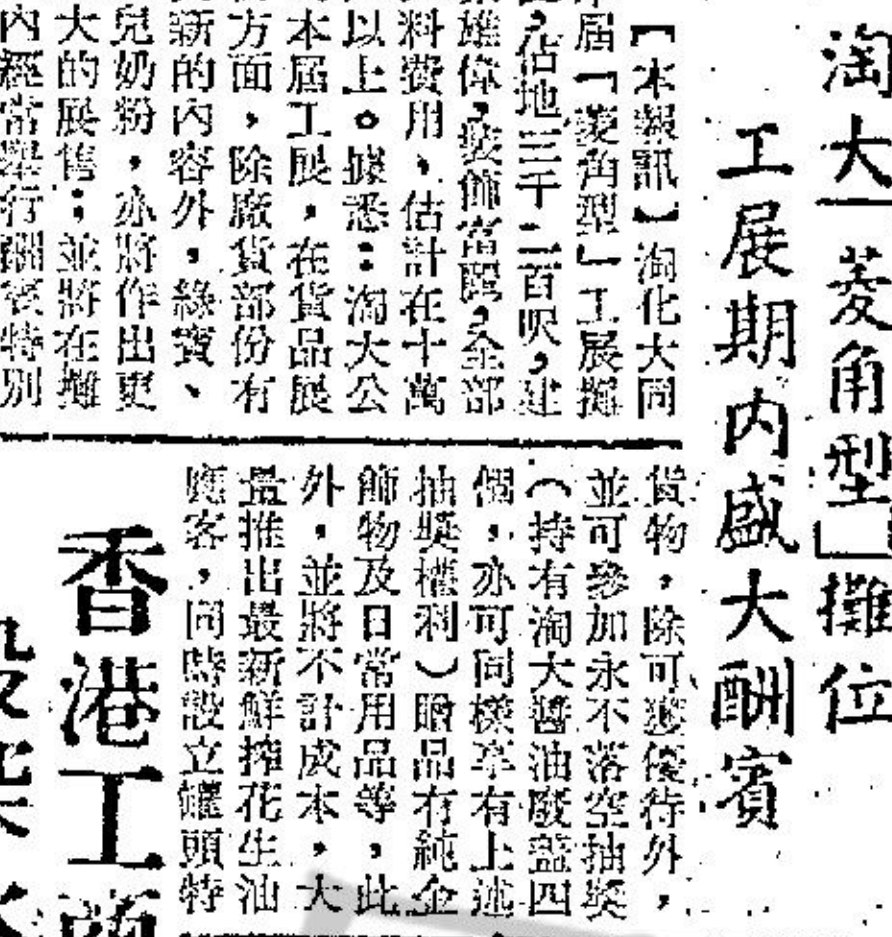 淘大「菱角型」攤位
工展期內盛大酬賓
【本報訊】淘化大同
屆「菱角型」工展攤
佔地三千二百呎，建
雄偉，裝飾富麗，全部
料費用、估計在十萬
以上。據悉：淘大公
本屆工展，在貨品展
方面，除廠貨部份有
新的內容外，綠寶、
兒奶粉，亦將作出更
大的展售；並將在攤
內經常舉行酬賓特別
貨物，除可獲優待外，
並可參加永不落空抽獎
（持有淘大醬油廢蓋四
個，亦可同樣享有上述
抽獎權利）贈品有純金
飾物及日常用品等，此
外，並將不計成本，大
量推出最新鮮搾花生油
應客，同時設立罐頭特
香港工